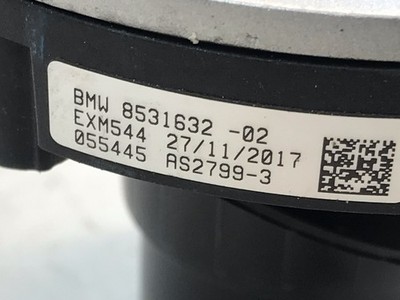 BMW 8531632 -02
EXM544 27/11/2017
055445 AS2799-3